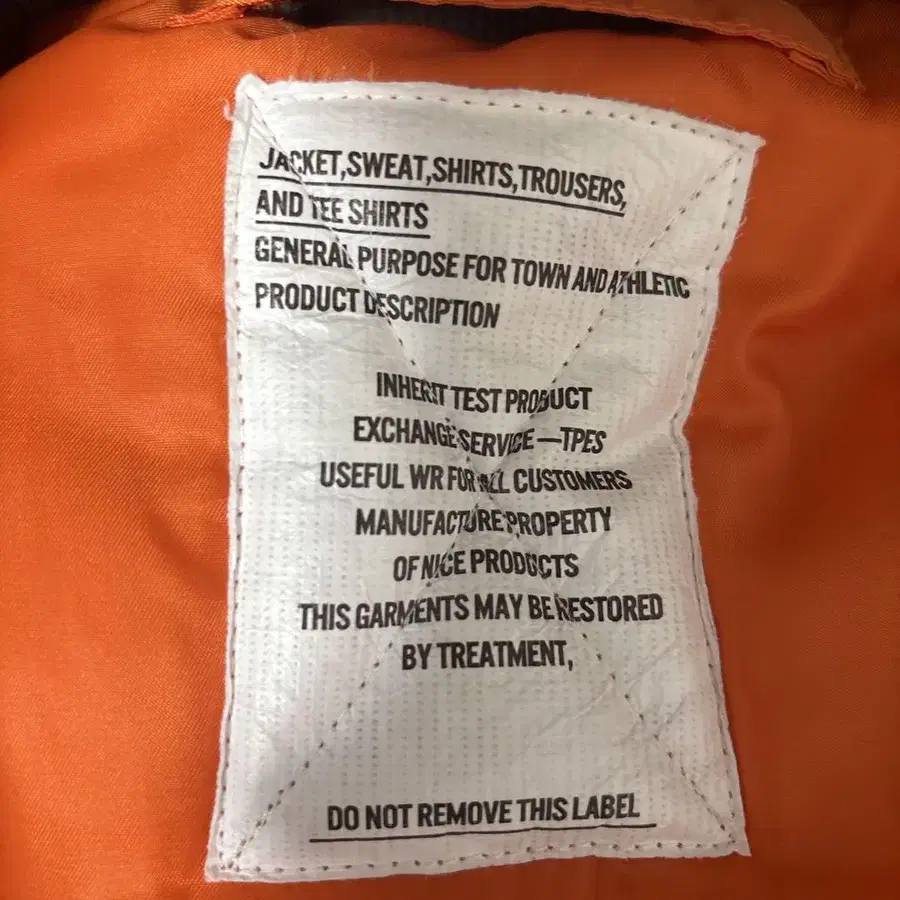 JACKET,SWEAT,SHIRTS,TROUSERS,
AND TEE SHIRTS
GENERAL PURPOSE FOR TOWN AND ATHLETIC
PRODUCT DESCRIPTION
INHERIT TEST PRODUCT
EXCHANGE SERVICE—TPES
USEFUL WR FOR ALL CUSTOMERS
MANUFACTURE PROPERTY
OF NICE PRODUCTS
THIS GARMENTS MAY BE RESTORED
BY TREATMENT,
DO NOT REMOVE THIS LABEL